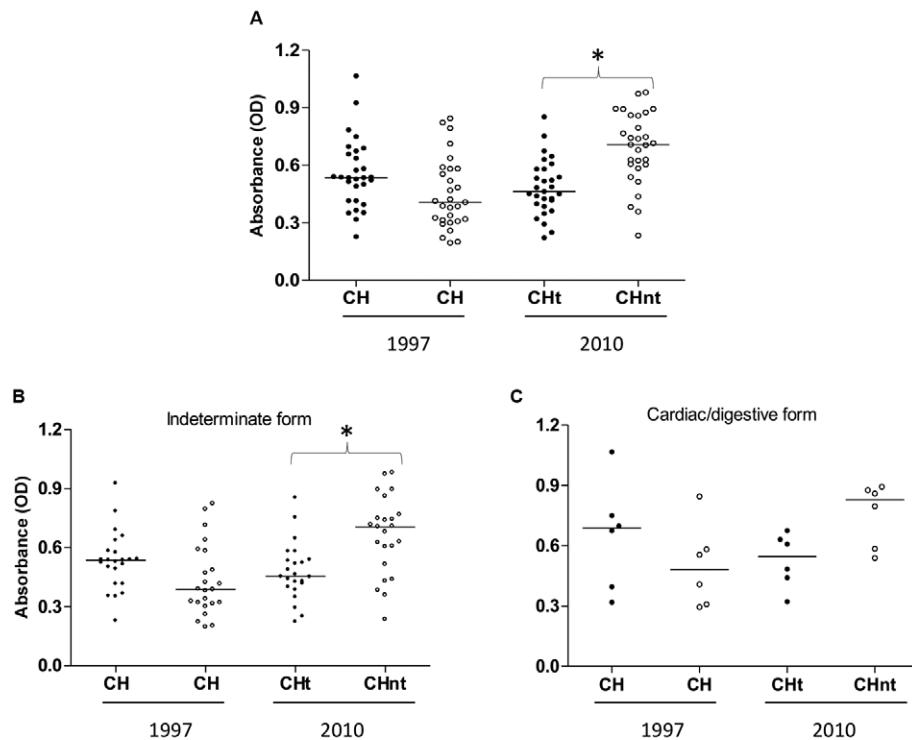 A
1.2
*
0.9
0.6
0.3
0.0
Absorbance (OD)
CH CH CHt CHnt
1997 2010
B
Indeterminate form
1.2
*
0.9
0.6
0.3
0.0
Absorbance (OD)
CH CH CHt CHnt
1997 2010
C
Cardiac/digestive form
1.2
0.9
0.6
0.3
0.0
CH CH CHt CHnt
1997 2010